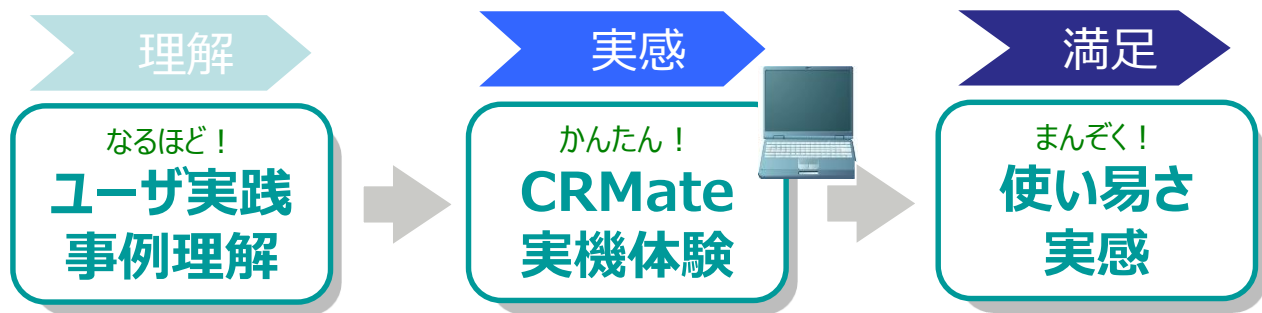 理解
なるほど！
ユーザ実践
事例理解
実感
かんたん！
CRMate
実機体験
満足
まんぞく！
使い易さ
実感